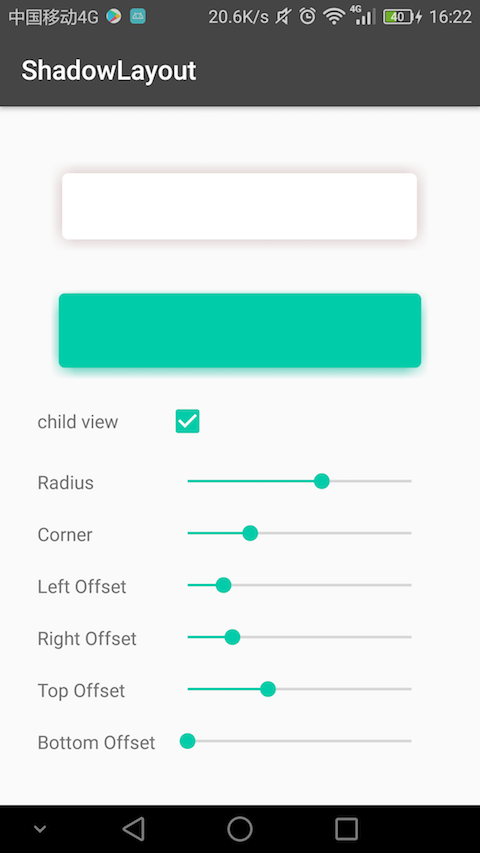 中国移动4G 20.6K/s 4G 40 16:22
ShadowLayout
child view
Radius
Corner
Left Offset
Right Offset
Top Offset
Bottom Offset